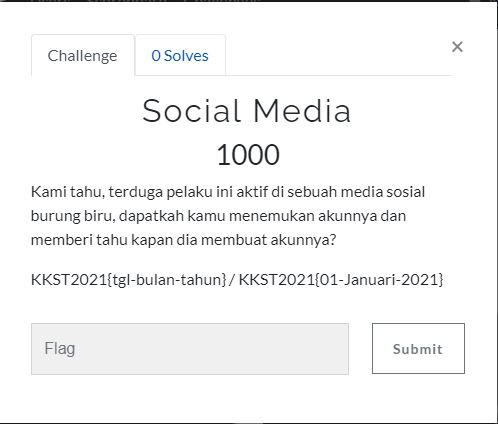 Challenge
0 Solves
×
Social Media
1000
Kami tahu, terduga pelaku ini aktif di sebuah media sosial
burung biru, dapatkah kamu menemukan akunnya dan
memberi tahu kapan dia membuat akunnya?
KKST2021{tgl-bulan-tahun} / KKST2021{01-Januari-2021}
Flag
Submit